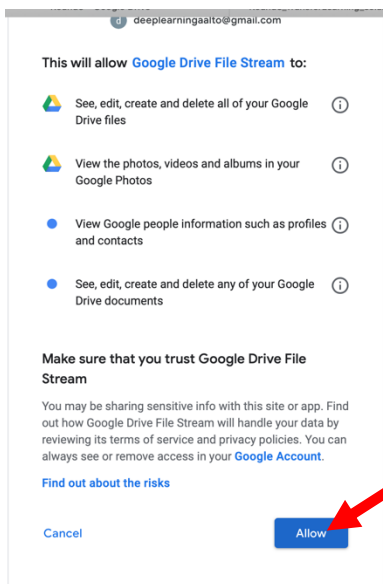 deeplearningaalto@gmail.com
This will allow Google Drive File Stream to:
See, edit, create and delete all of your Google
Drive files
View the photos, videos and albums in your
Google Photos
View Google people information such as profiles
and contacts
See, edit, create and delete any of your Google
Drive documents
Make sure that you trust Google Drive File
Stream
You may be sharing sensitive info with this site or app. Find
out how Google Drive File Stream will handle your data by
reviewing its terms of service and privacy policies. You can
always see or remove access in your Google Account.
Find out about the risks
Cancel
Allow